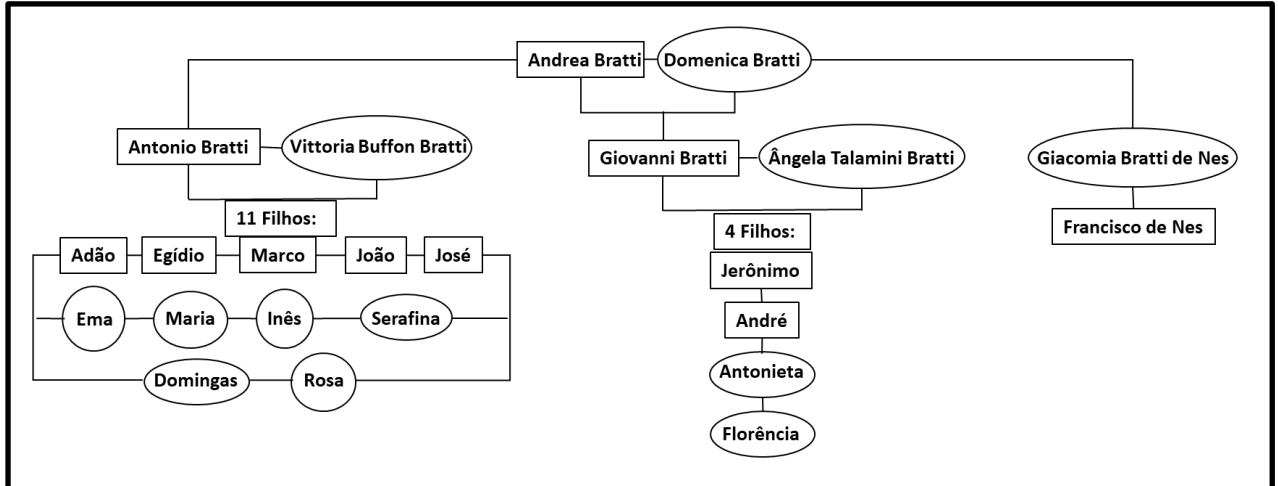 Andrea Bratti
Domenica Bratti
Antonio Bratti
Vittoria Buffon Bratti
Giovanni Bratti
Ângela Talamini Bratti
Giacomia Bratti de Nes
Francisco de Nes
11 Filhos:
Adão
Egídio
Marco
João
José
Ema
Maria
Inês
Serafina
Domingas
Rosa
4 Filhos:
Jerônimo
André
Antonieta
Florência